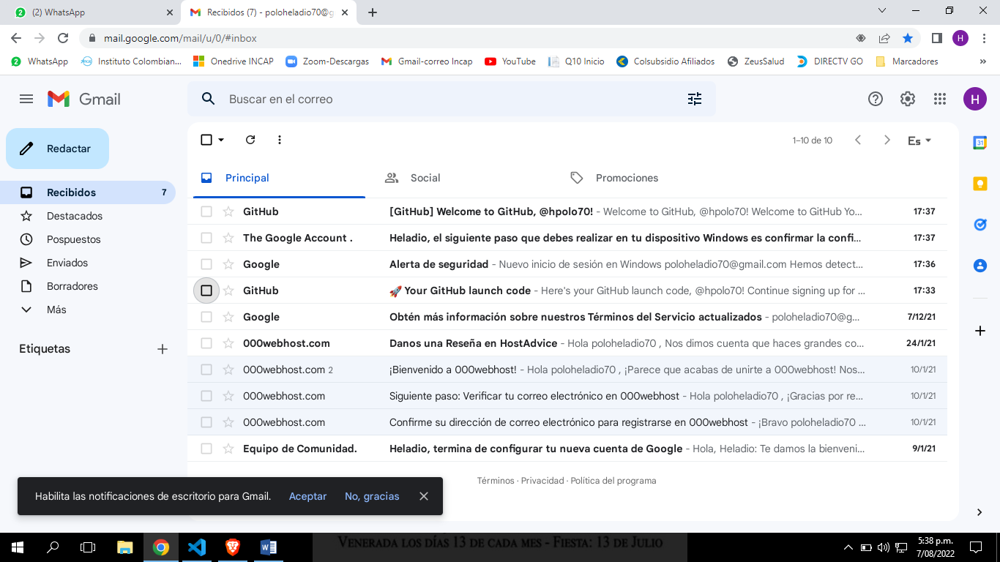 (2) WhatsApp
Recibidos (7) - poloheladio70@g
mail.google.com/mail/u/0/#inbox
H
WhatsApp
Instituto Colombian...
Onedrive INCAP
Zoom-Descargas
Gmail-correo Incap
YouTube
Q10 Inicio
Colsubsidio Afiliados
ZeusSalud
DIRECTV GO
Marcadores
»
Gmail
Buscar en el correo
H
Redactar
1–10 de 10
Es
Principal
Social
Promociones
Recibidos 7
Destacados
Pospuestos
Enviados
Borradores
Más
Etiquetas
GitHub [GitHub] Welcome to GitHub, @hpolo70! - Welcome to GitHub, @hpolo70! Welcome to GitHub Yo... 17:37
The Google Account . Heladio, el siguiente paso que debes realizar en tu dispositivo Windows es confirmar la confi... 17:37
Google Alerta de seguridad - Nuevo inicio de sesión en Windows poloheladio70@gmail.com Hemos detect... 17:36
GitHub 🚀 Your GitHub launch code - Here's your GitHub launch code, @hpolo70! Continue signing up for ... 17:33
Google Obtén más información sobre nuestros Términos del Servicio actualizados - poloheladio70@g... 7/12/21
000webhost.com Danos una Reseña en HostAdvice - Hola poloheladio70 , Nos dimos cuenta que haces grandes co... 24/1/21
000webhost.com 2 ¡Bienvenido a 000webhost! - Hola poloheladio70 , ¡Parece que acabas de unirte a 000webhost! Nos... 10/1/21
000webhost.com Siguiente paso: Verificar tu correo electrónico en 000webhost - Hola poloheladio70 , ¡Gracias por re... 10/1/21
000webhost.com Confirme su dirección de correo electrónico para registrarse en 000webhost - ¡Bravo poloheladio70 ... 10/1/21
Equipo de Comunidad. Heladio, termina de configurar tu nueva cuenta de Google - Hola, Heladio: Te damos la bienveni... 9/1/21
Términos · Privacidad · Política del programa
Habilita las notificaciones de escritorio para Gmail. Aceptar No, gracias
Venerada los días 13 de cada mes - Fiesta: 13 de Julio
5:38 p.m.
7/08/2022